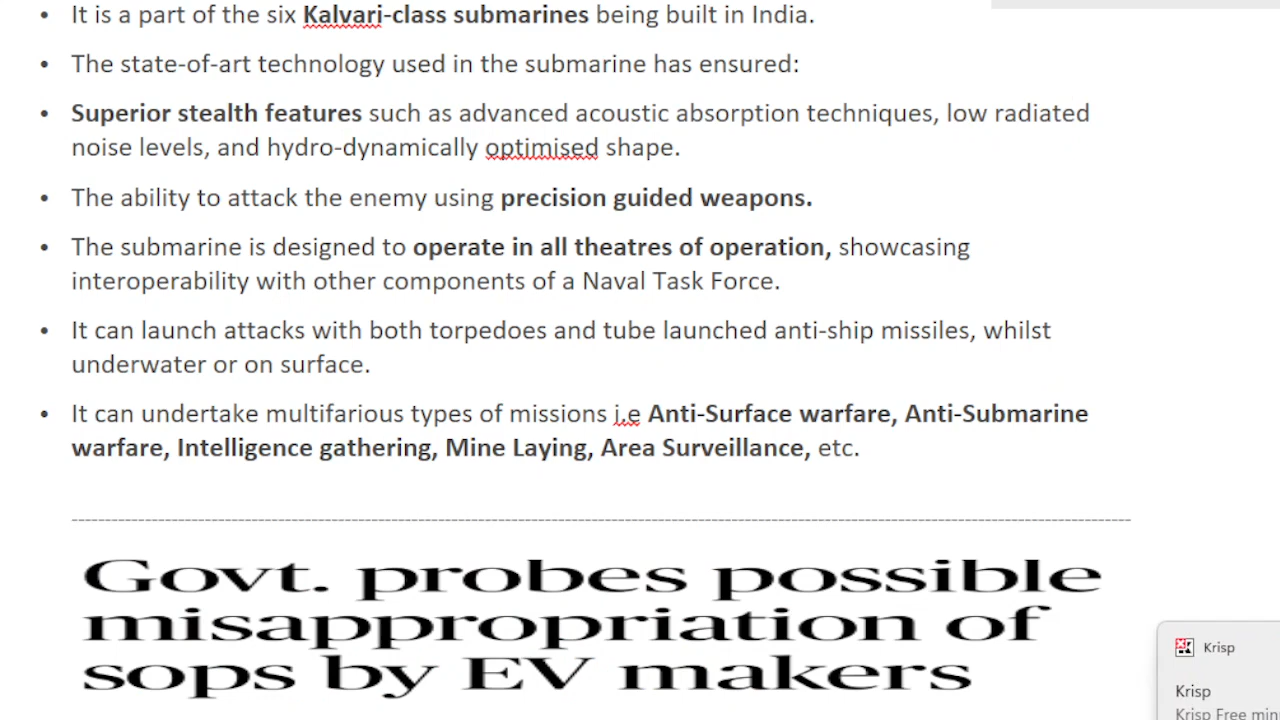 • It is a part of the six Kalvari-class submarines being built in India.
• The state-of-art technology used in the submarine has ensured:
• Superior stealth features such as advanced acoustic absorption techniques, low radiated
noise levels, and hydro-dynamically optimised shape.
• The ability to attack the enemy using precision guided weapons.
• The submarine is designed to operate in all theatres of operation, showcasing
interoperability with other components of a Naval Task Force.
• It can launch attacks with both torpedoes and tube launched anti-ship missiles, whilst
underwater or on surface.
• It can undertake multifarious types of missions i.e Anti-Surface warfare, Anti-Submarine
warfare, Intelligence gathering, Mine Laying, Area Surveillance, etc.
Govt. probes possible
misappropriation of
sops by EV makers
Krisp
Krisp
Krisp Free